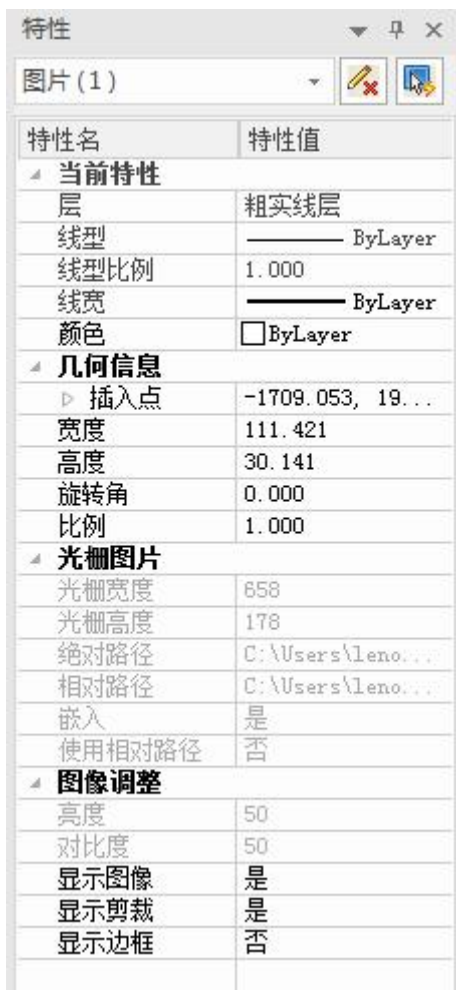 特性
图片(1)
特性名 特性值
当前特性
层 粗实线层
线型 ByLayer
线型比例 1.000
线宽 ByLayer
颜色 ByLayer
几何信息
插入点 -1709.053, 19...
宽度 111.421
高度 30.141
旋转角 0.000
比例 1.000
光栅图片
光栅宽度 658
光栅高度 178
绝对路径 C:\Users\leno...
相对路径 C:\Users\leno...
嵌入 是
使用相对路径 否
图像调整
亮度 50
对比度 50
显示图像 是
显示剪裁 是
显示边框 否